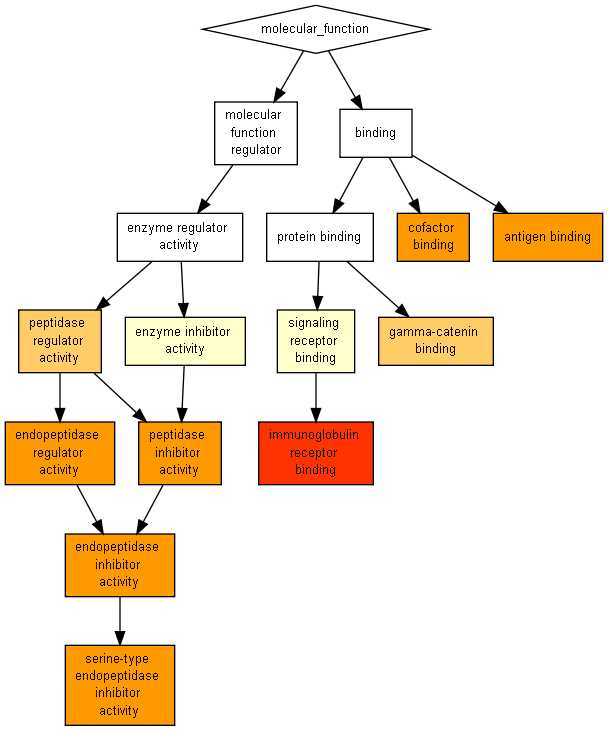 molecular_function
molecular
function
regulator
binding
enzyme regulator
activity
protein binding
cofactor
binding
antigen binding
peptidase
regulator
activity
enzyme inhibitor
activity
signaling
receptor
binding
gamma-catenin
binding
endopeptidase
regulator
activity
peptidase
inhibitor
activity
immunoglobulin
receptor
binding
endopeptidase
inhibitor
activity
serine-type
endopeptidase
inhibitor
activity